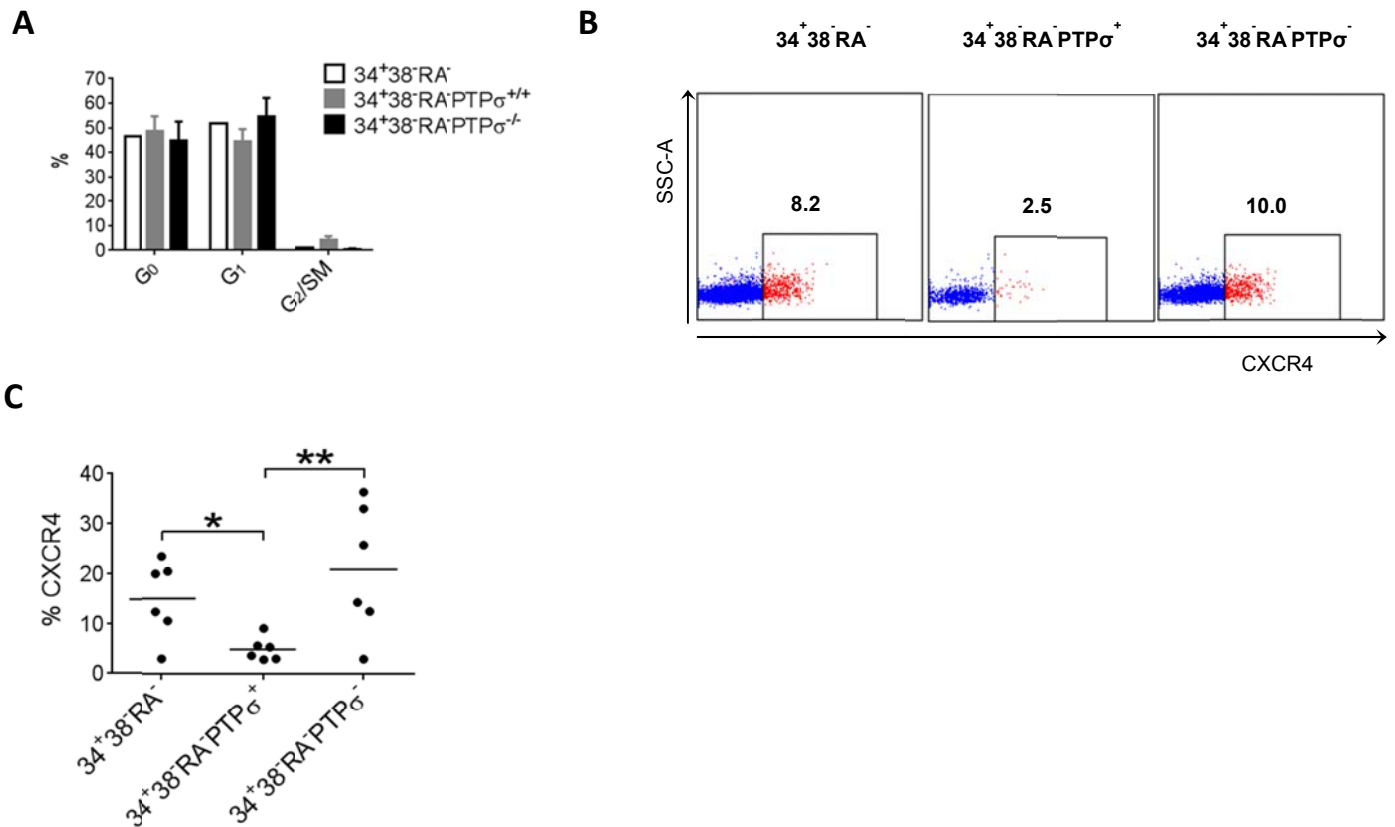 A
34⁺38⁻RA⁻
34⁺38⁻RA⁻PTPσ⁺/⁺
34⁺38⁻RA⁻PTPσ⁻/⁻
70
60
50
40
30
20
10
0
%
G₀
G₁
G₂/SM
B
34⁺38⁻RA⁻
34⁺38⁻RA⁻PTPσ⁺
34⁺38⁻RA⁻PTPσ⁻
SSC-A
8.2
2.5
10.0
CXCR4
C
**
*
40
30
20
10
0
% CXCR4
34⁺38⁻RA⁻
34⁺38⁻RA⁻PTPσ⁺
34⁺38⁻RA⁻PTPσ⁻